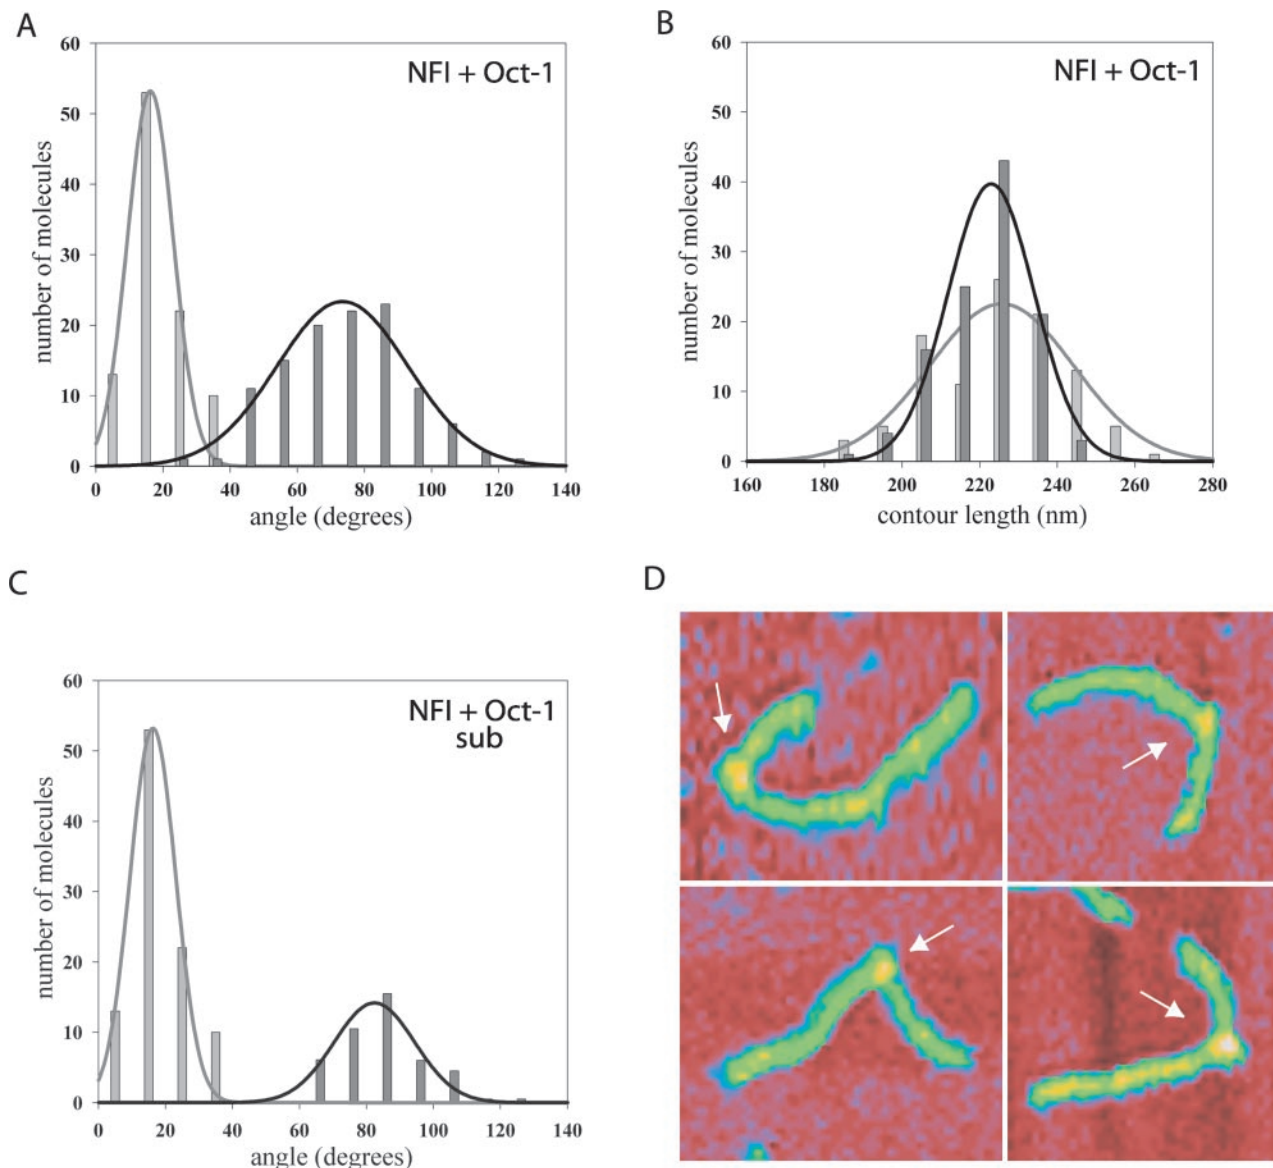 A
60
50
40
30
20
10
0
number of molecules
NFI + Oct-1
0 20 40 60 80 100 120 140
angle (degrees)
B
60
50
40
30
20
10
0
number of molecules
NFI + Oct-1
160 180 200 220 240 260 280
contour length (nm)
C
60
50
40
30
20
10
0
number of molecules
NFI + Oct-1
sub
0 20 40 60 80 100 120 140
angle (degrees)
D